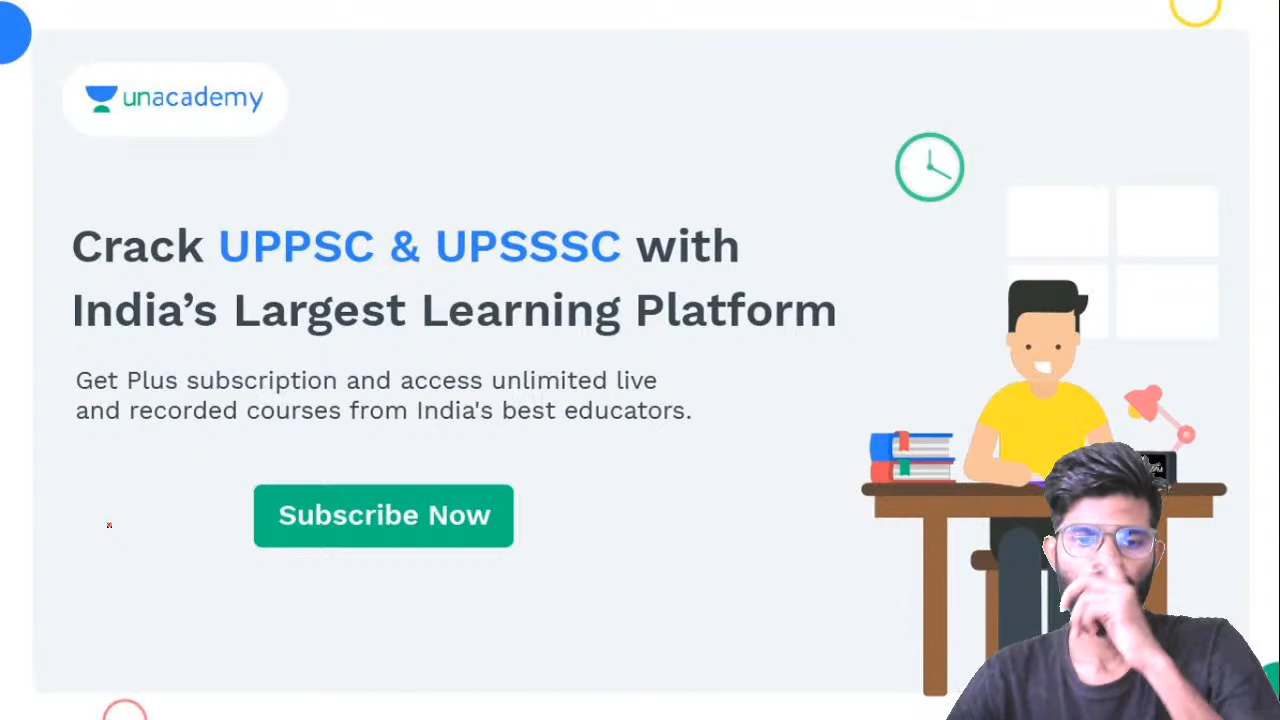 unacademy
Crack UPPSC & UPSSSC with
India's Largest Learning Platform
Get Plus subscription and access unlimited live
and recorded courses from India's best educators.
Subscribe Now